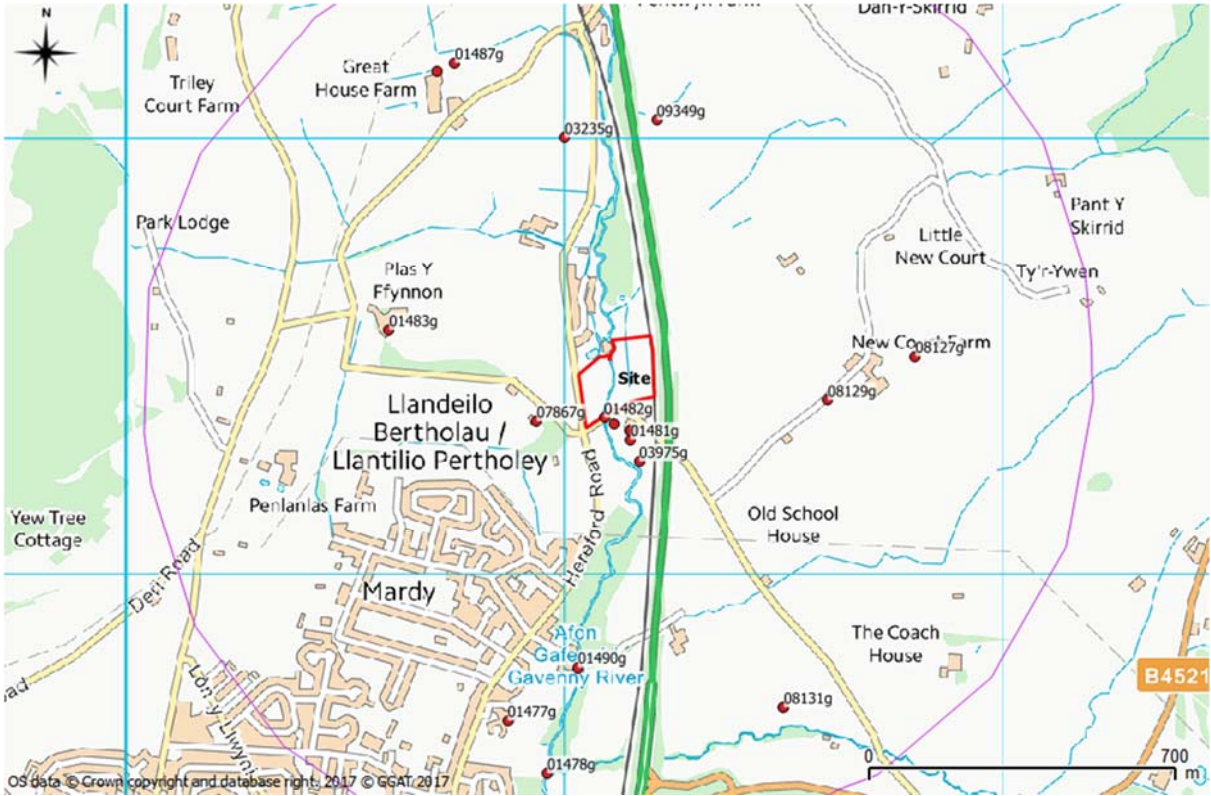 N
Dan-Y-Skirrid
Triley
Court Farm
Great
House Farm
01487g
09349g
03235g
Park Lodge
Pant Y
Skirrid
Little
New Court
Ty'r-Ywen
Plas Y
Ffynnon
01483g
New Court Farm
08127g
Site
08129g
Llandeilo
Bertholau /
Llantilio Pertholey
07867g
01482g
01481g
03975g
Hereford Road
Penlanlas Farm
Yew Tree
Cottage
Old School
House
Deri Road
Mardy
The Coach
House
Afon
Gavenny River
01490g
B4521
08131g
01477g
01478g
0 700
m
OS data © Crown copyright and database right, 2017 © GGAT 2017